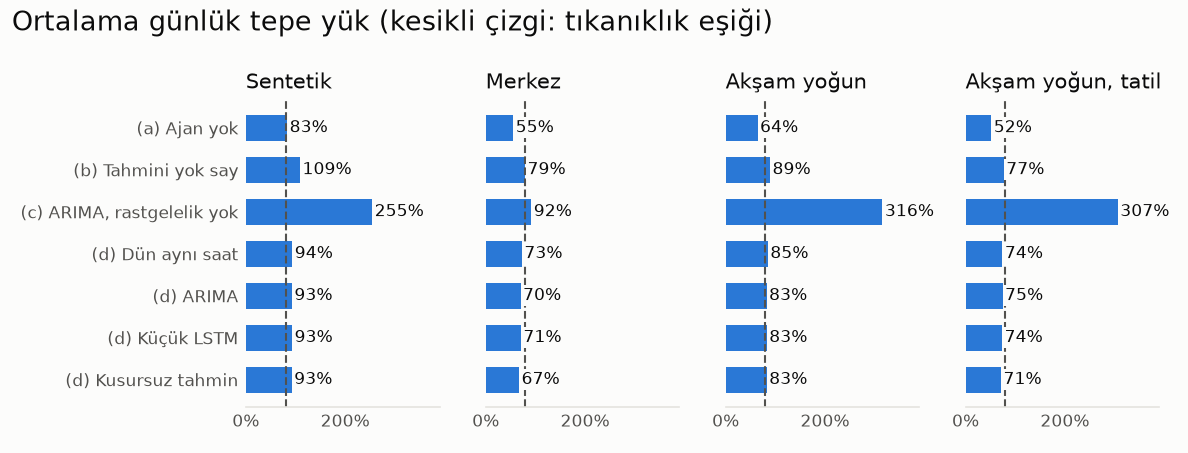 Ortalama günlük tepe yük (kesikli çizgi: tıkanıklık eşiği)
Sentetik Merkez Akşam yoğun Akşam yoğun, tatil
(a) Ajan yok 83% 55% 64% 52%
(b) Tahmini yok say 109% 79% 89% 77%
(c) ARIMA, rastgelelik yok 255% 92% 316% 307%
(d) Dün aynı saat 94% 73% 85% 74%
(d) ARIMA 93% 70% 83% 75%
(d) Küçük LSTM 93% 71% 83% 74%
(d) Kusursuz tahmin 93% 67% 83% 71%
0% 200% 0% 200% 0% 200% 0% 200%